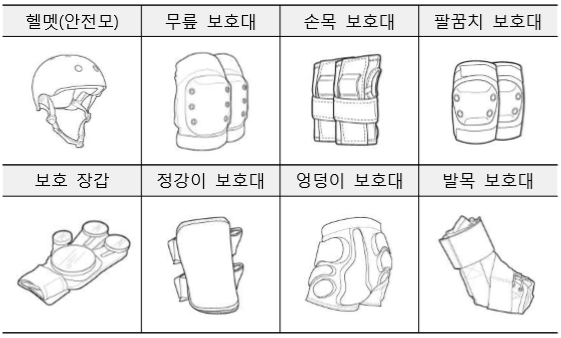 헬멧(안전모) 무릎 보호대 손목 보호대 팔꿈치 보호대
보호 장갑 정강이 보호대 엉덩이 보호대 발목 보호대